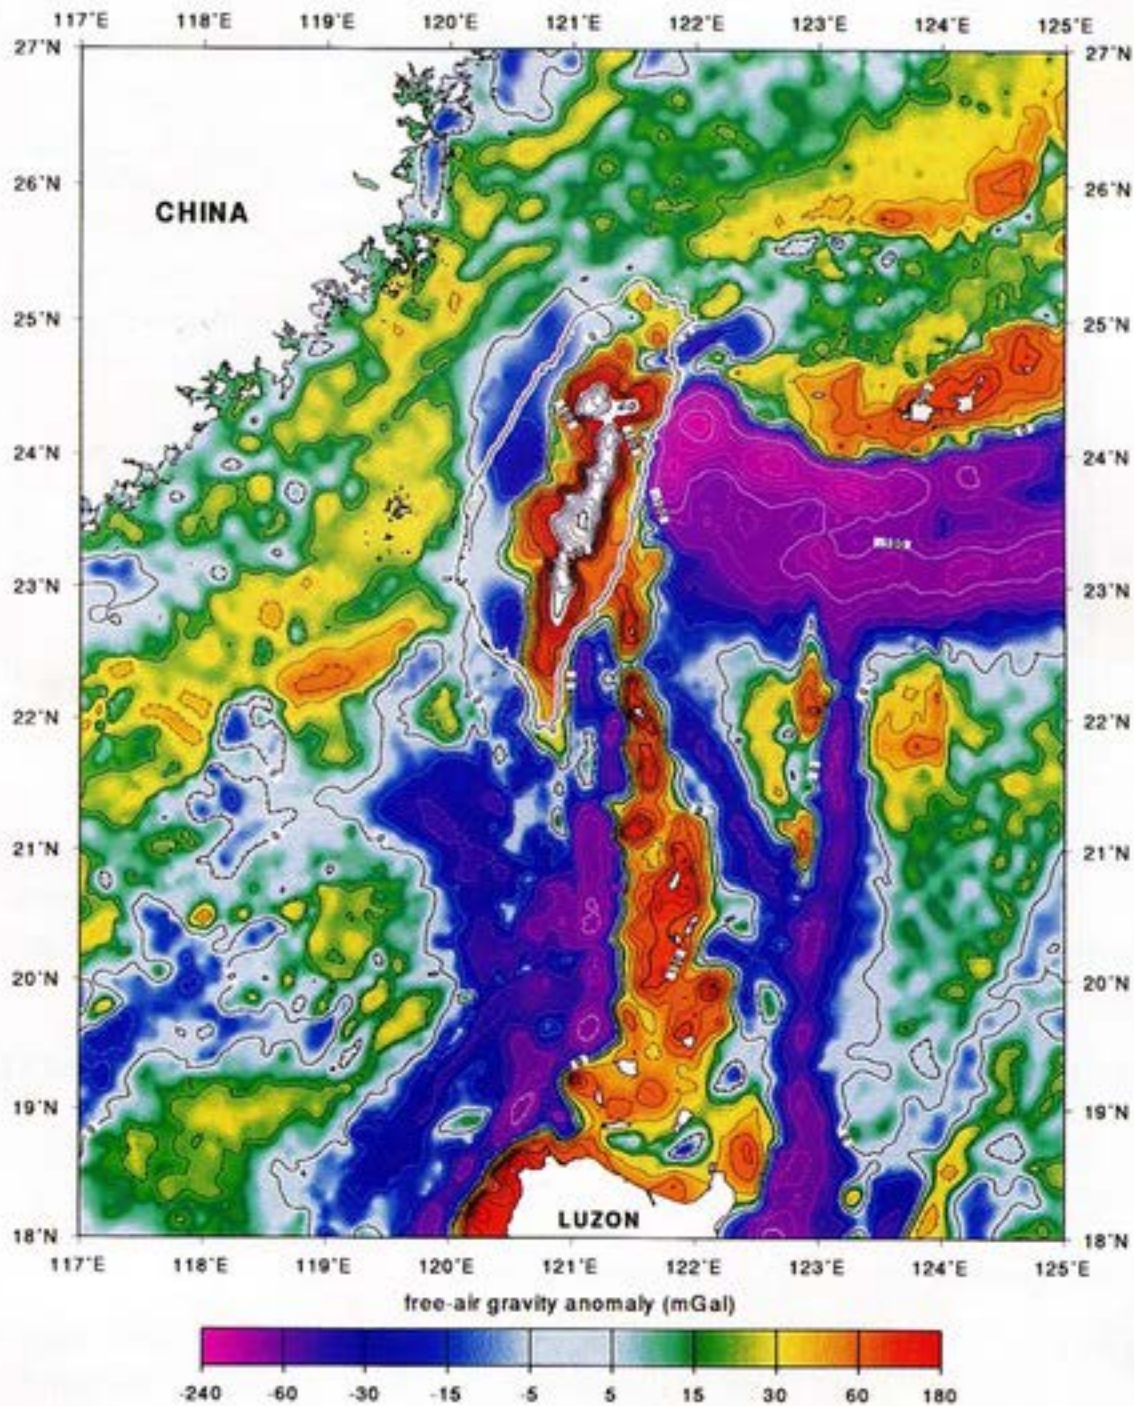 117°E 118°E 119°E 120°E 121°E 122°E 123°E 124°E 125°E
27°N 27°N
CHINA
26°N 26°N
25°N 25°N
24°N 24°N
23°N 23°N
22°N 22°N
21°N 21°N
20°N 20°N
19°N 19°N
LUZON
18°N 18°N
117°E 118°E 119°E 120°E 121°E 122°E 123°E 124°E 125°E
free-air gravity anomaly (mGal)
-240 -60 -30 -15 -5 5 15 30 60 180